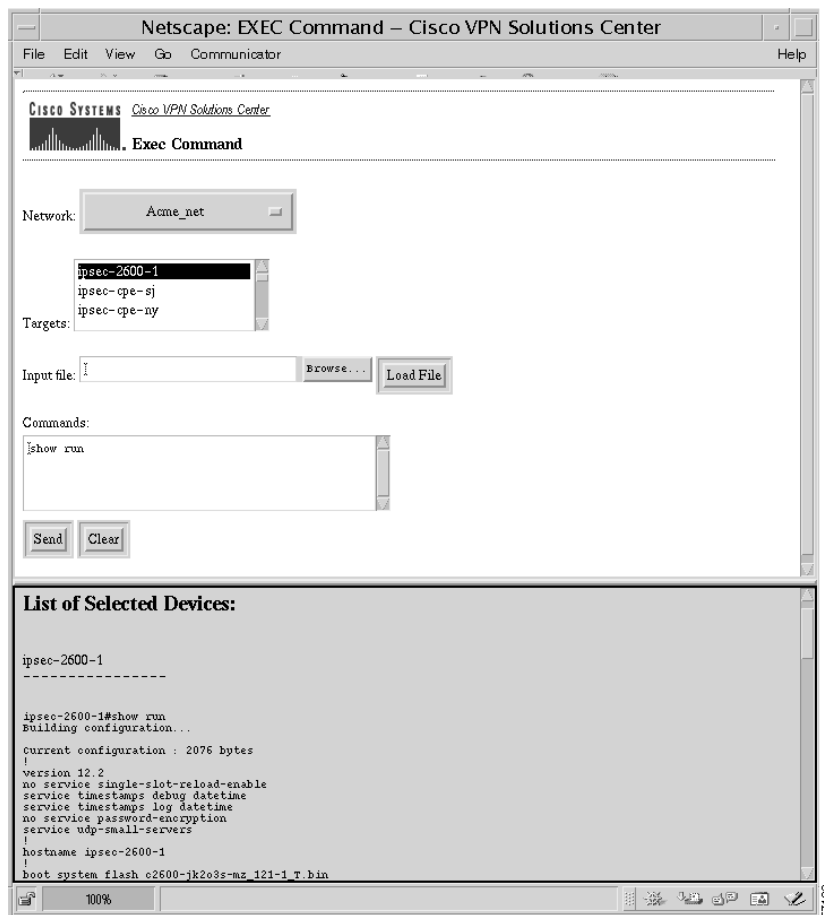 Netscape: EXEC Command – Cisco VPN Solutions Center
File Edit View Go Communicator Help
CISCO SYSTEMS Cisco VPN Solutions Center
Exec Command
Network: Acme_net
ipsec-2600-1
ipsec-cpe-sj
ipsec-cpe-ny
Targets:
Input file: Browse... Load File
Commands:
show run
Send Clear
List of Selected Devices:
ipsec-2600-1
----------------
ipsec-2600-1#show run
Building configuration...
Current configuration : 2076 bytes
!
version 12.2
no service single-slot-reload-enable
service timestamps debug datetime
service timestamps log datetime
no service password-encryption
service udp-small-servers
!
hostname ipsec-2600-1
!
boot system flash c2600-jk2o3s-mz_121-1_T.bin
100%